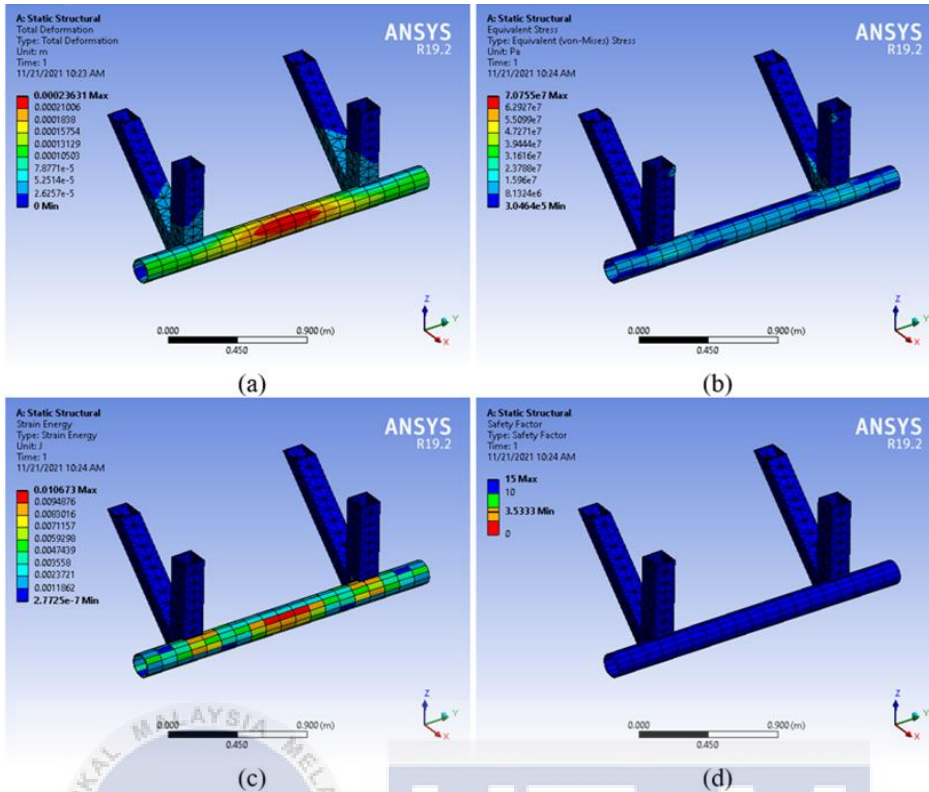 A: Static Structural
Total Deformation
Type: Total Deformation
Unit: m
Time: 1
11/21/2021 10:23 AM
0.00023631 Max
0.00021006
0.0001838
0.00015754
0.00013129
0.00010503
7.8771e-5
5.2514e-5
2.6257e-5
0 Min
ANSYS
R19.2
0.000
0.900 (m)
0.450
Z
Y
X
(a)
A: Static Structural
Equivalent Stress
Type: Equivalent (von-Mises) Stress
Unit: Pa
Time: 1
11/21/2021 10:24 AM
7.0755e7 Max
6.2927e7
5.5099e7
4.7271e7
3.9444e7
3.1616e7
2.3788e7
1.596e7
8.1324e6
3.0464e5 Min
ANSYS
R19.2
0.000
0.900 (m)
0.450
Z
Y
X
(b)
A: Static Structural
Strain Energy
Type: Strain Energy
Unit: J
Time: 1
11/21/2021 10:24 AM
0.010673 Max
0.0094876
0.0083016
0.0071157
0.0059298
0.0047439
0.003558
0.0023721
0.0011862
2.7725e-7 Min
ANSYS
R19.2
0.000
0.900 (m)
0.450
Z
Y
X
(c)
A: Static Structural
Safety Factor
Type: Safety Factor
Time: 1
11/21/2021 10:24 AM
15 Max
10
3.5333 Min
0
ANSYS
R19.2
0.000
0.900 (m)
0.450
Z
Y
X
(d)
MALAYSIA